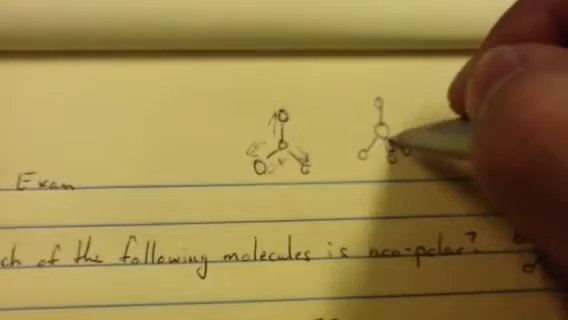 Exam
ch of the following molecules is non-polar?